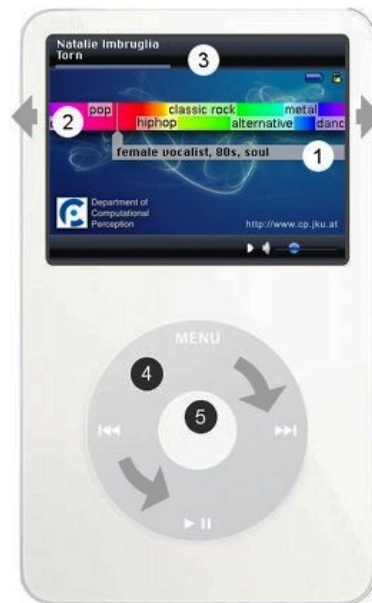 Natalie Imbruglia
Torn
3
pop
classic rock
metal
2
hiphop
alternative
danc
female vocalist, 80s, soul
1
Department of
Computational
Perception
http://www.cp.jku.at
MENU
4
5